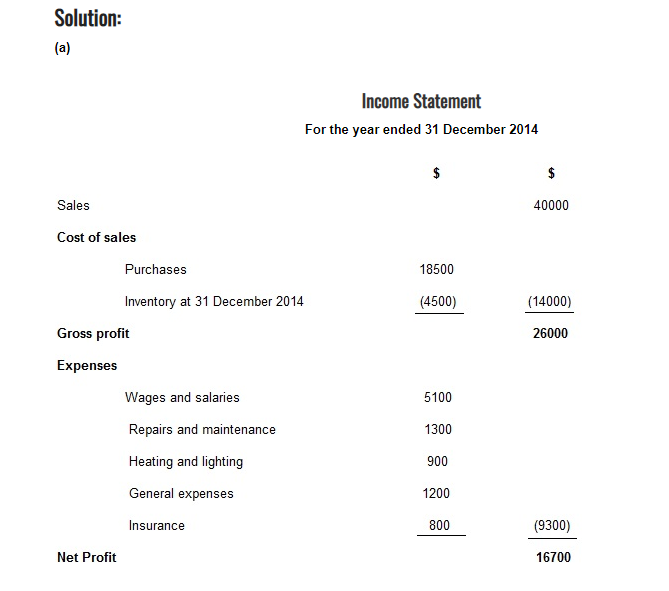 Solution:
(a)
Income Statement
For the year ended 31 December 2014
$ $
Sales 40000
Cost of sales
Purchases 18500
Inventory at 31 December 2014 (4500) (14000)
Gross profit 26000
Expenses
Wages and salaries 5100
Repairs and maintenance 1300
Heating and lighting 900
General expenses 1200
Insurance 800 (9300)
Net Profit 16700